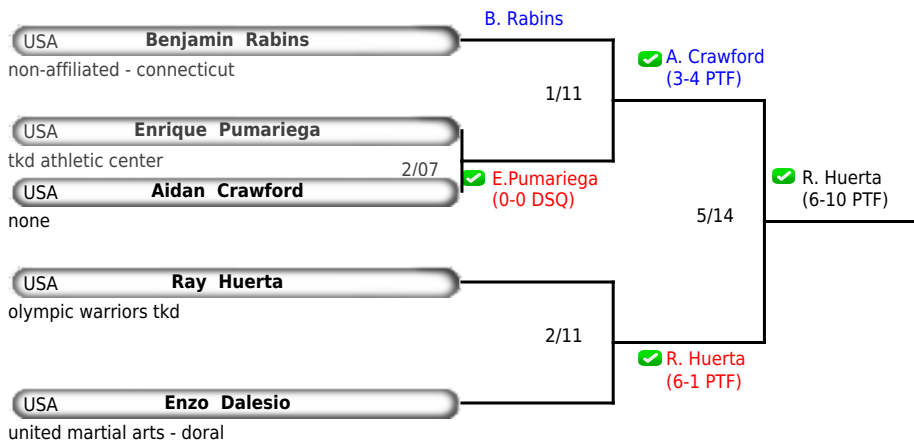 B. Rabins
USA Benjamin Rabins
non-affiliated - connecticut
A. Crawford
(3-4 PTF)
1/11
USA Enrique Pumariega
tkd athletic center
2/07
E.Pumariega
(0-0 DSQ)
USA Aidan Crawford
none
R. Huerta
(6-10 PTF)
5/14
USA Ray Huerta
olympic warriors tkd
2/11
R. Huerta
(6-1 PTF)
USA Enzo Dalesio
united martial arts - doral